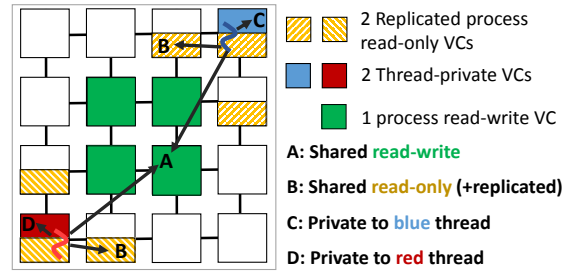 C
B
A
D
B
2 Replicated process
read-only VCs
2 Thread-private VCs
1 process read-write VC
A: Shared read-write
B: Shared read-only (+replicated)
C: Private to blue thread
D: Private to red thread